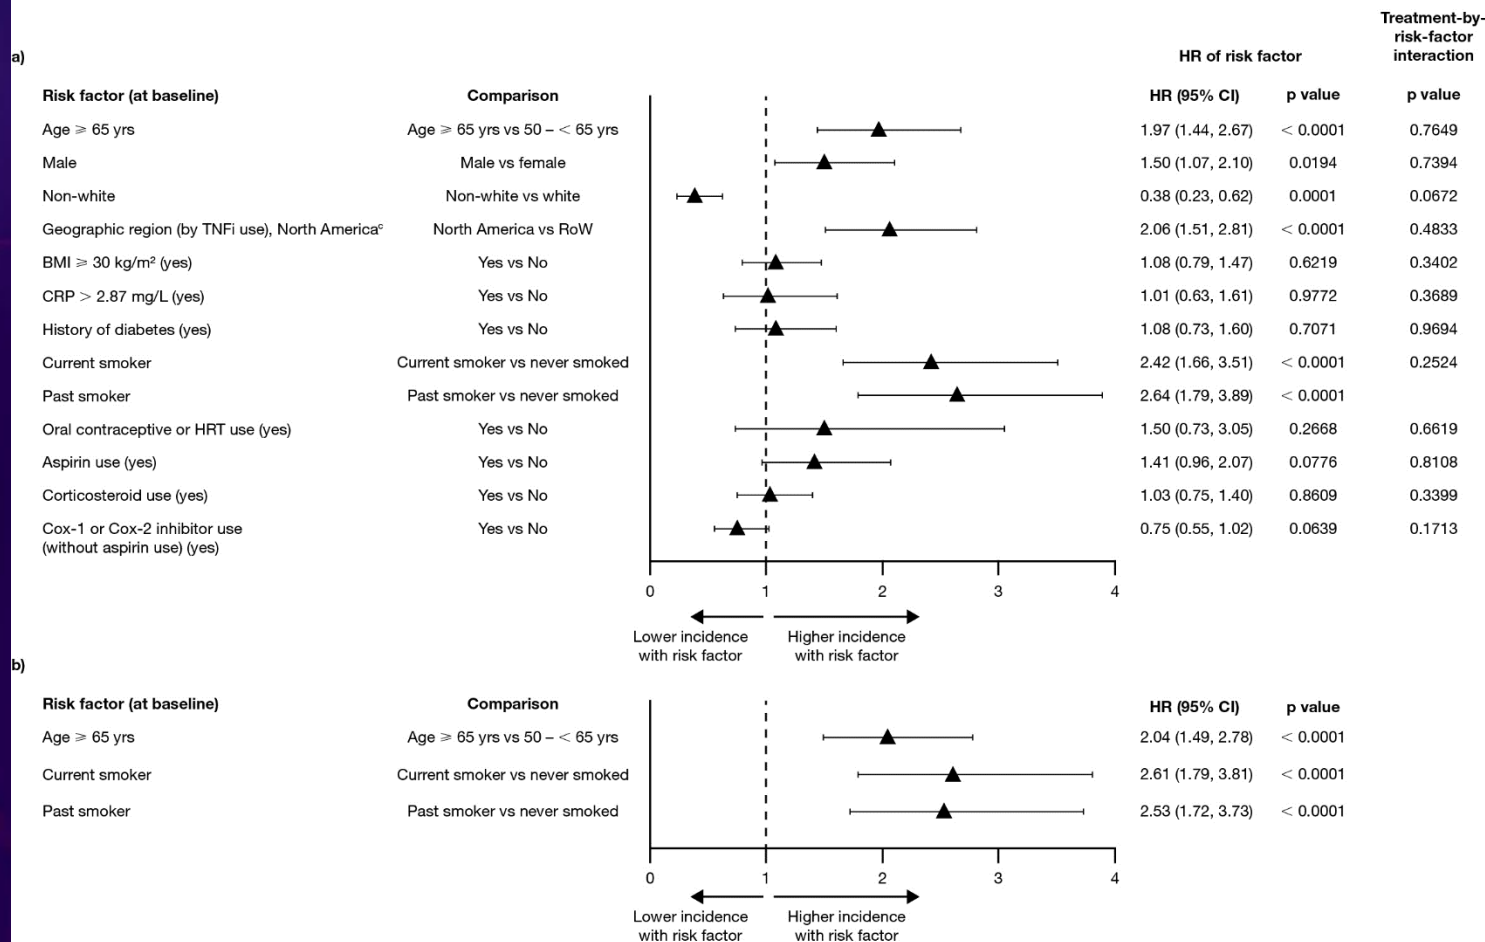 Treatment-by-
risk-factor
interaction
a)
HR of risk factor
Risk factor (at baseline) Comparison HR (95% CI) p value p value
Age ⩾ 65 yrs Age ⩾ 65 yrs vs 50 – < 65 yrs 1.97 (1.44, 2.67) < 0.0001 0.7649
Male Male vs female 1.50 (1.07, 2.10) 0.0194 0.7394
Non-white Non-white vs white 0.38 (0.23, 0.62) 0.0001 0.0672
Geographic region (by TNFi use), North Americaᶜ North America vs RoW 2.06 (1.51, 2.81) < 0.0001 0.4833
BMI ⩾ 30 kg/m² (yes) Yes vs No 1.08 (0.79, 1.47) 0.6219 0.3402
CRP > 2.87 mg/L (yes) Yes vs No 1.01 (0.63, 1.61) 0.9772 0.3689
History of diabetes (yes) Yes vs No 1.08 (0.73, 1.60) 0.7071 0.9694
Current smoker Current smoker vs never smoked 2.42 (1.66, 3.51) < 0.0001 0.2524
Past smoker Past smoker vs never smoked 2.64 (1.79, 3.89) < 0.0001
Oral contraceptive or HRT use (yes) Yes vs No 1.50 (0.73, 3.05) 0.2668 0.6619
Aspirin use (yes) Yes vs No 1.41 (0.96, 2.07) 0.0776 0.8108
Corticosteroid use (yes) Yes vs No 1.03 (0.75, 1.40) 0.8609 0.3399
Cox-1 or Cox-2 inhibitor use Yes vs No 0.75 (0.55, 1.02) 0.0639 0.1713
(without aspirin use) (yes)
0 1 2 3 4
Lower incidence Higher incidence
with risk factor with risk factor
b)
Risk factor (at baseline) Comparison HR (95% CI) p value
Age ⩾ 65 yrs Age ⩾ 65 yrs vs 50 – < 65 yrs 2.04 (1.49, 2.78) < 0.0001
Current smoker Current smoker vs never smoked 2.61 (1.79, 3.81) < 0.0001
Past smoker Past smoker vs never smoked 2.53 (1.72, 3.73) < 0.0001
0 1 2 3 4
Lower incidence Higher incidence
with risk factor with risk factor